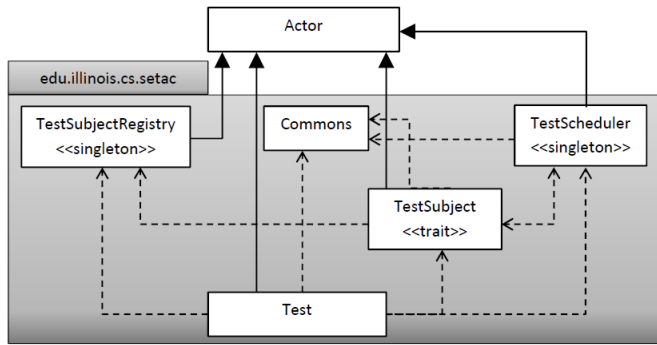 Actor
edu.illinois.cs.setac
TestSubjectRegistry
<<singleton>>
Commons
TestScheduler
<<singleton>>
TestSubject
<<trait>>
Test